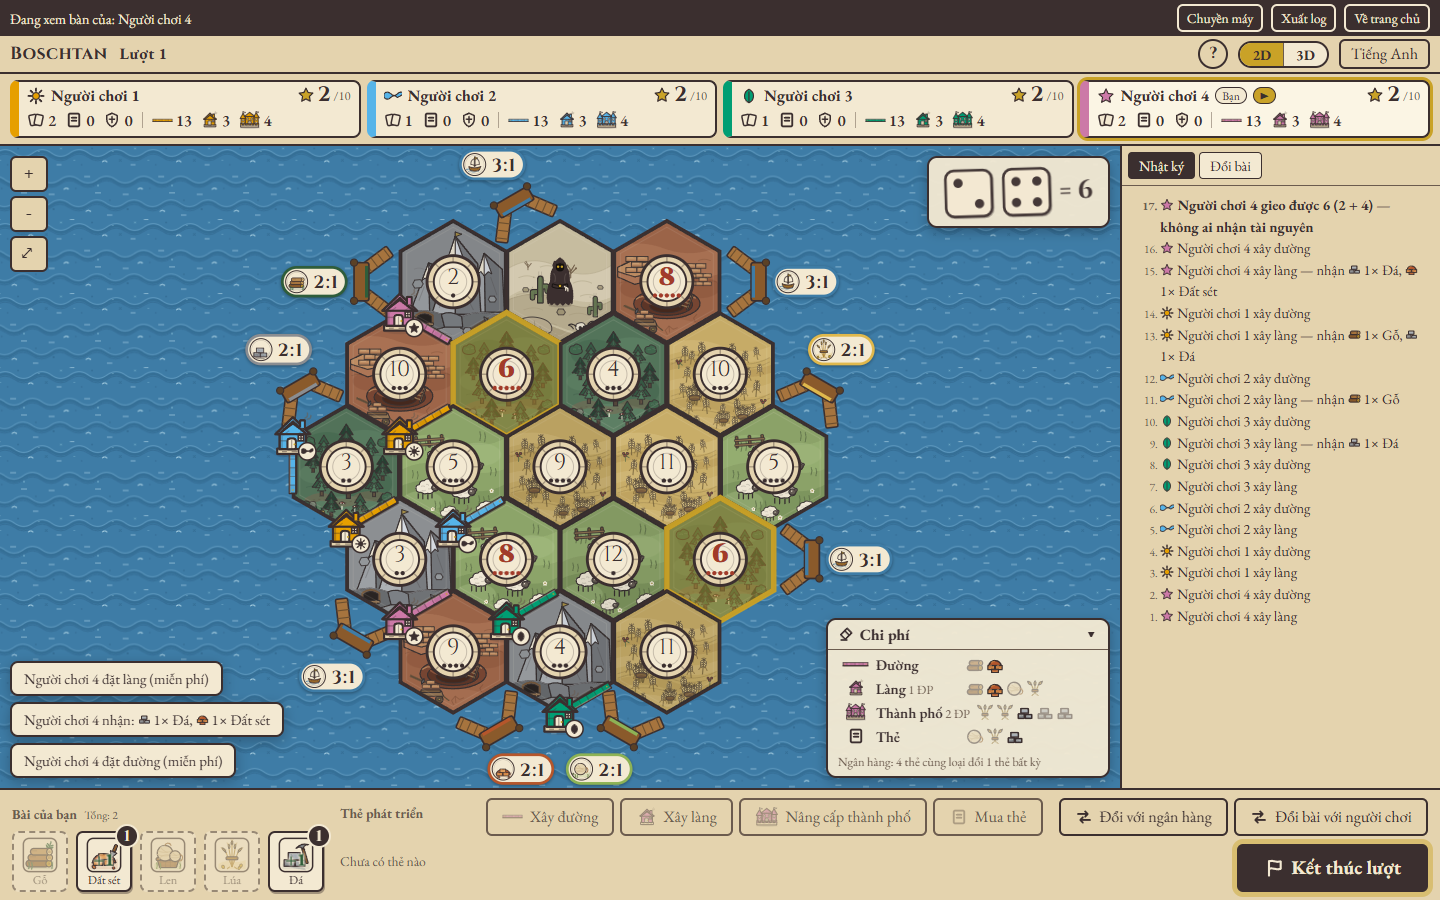 Đang xem bàn của: Người chơi 4
Chuyền máy
Xuất log
Về trang chủ
BOSCHTAN Lượt 1
?
2D
3D
Tiếng Anh
Người chơi 1
2 /10
2 0 0 13 3 4
Người chơi 2
2 /10
1 0 0 13 3 4
Người chơi 3
2 /10
1 0 0 13 3 4
Người chơi 4 Bạn
2 /10
2 0 0 13 3 4
+
-
3:1
= 6
2:1
2
8
3:1
2:1
10
6
4
10
2:1
3
5
9
11
5
3
8
12
6
3:1
9
4
11
3:1
2:1
2:1
Người chơi 4 đặt làng (miễn phí)
Người chơi 4 nhận: 1× Đá, 1× Đất sét
Người chơi 4 đặt đường (miễn phí)
Chi phí
Đường
Làng 1 ĐP
Thành phố 2 ĐP
Thẻ
Ngân hàng: 4 thẻ cùng loại đổi 1 thẻ bất kỳ
Nhật ký
Đổi bài
17. Người chơi 4 gieo được 6 (2 + 4) —
không ai nhận tài nguyên
16. Người chơi 4 xây đường
15. Người chơi 4 xây làng — nhận 1× Đá,
1× Đất sét
14. Người chơi 1 xây đường
13. Người chơi 1 xây làng — nhận 1× Gỗ,
1× Đá
12. Người chơi 2 xây đường
11. Người chơi 2 xây làng — nhận 1× Gỗ
10. Người chơi 3 xây đường
9. Người chơi 3 xây làng — nhận 1× Đá
8. Người chơi 3 xây đường
7. Người chơi 3 xây làng
6. Người chơi 2 xây đường
5. Người chơi 2 xây làng
4. Người chơi 1 xây đường
3. Người chơi 1 xây làng
2. Người chơi 4 xây đường
1. Người chơi 4 xây làng
Bài của bạn Tổng: 2
Gỗ
1
Đất sét
Len
Lúa
1
Đá
Thẻ phát triển
Chưa có thẻ nào
Xây đường
Xây làng
Nâng cấp thành phố
Mua thẻ
Đổi với ngân hàng
Đổi bài với người chơi
Kết thúc lượt